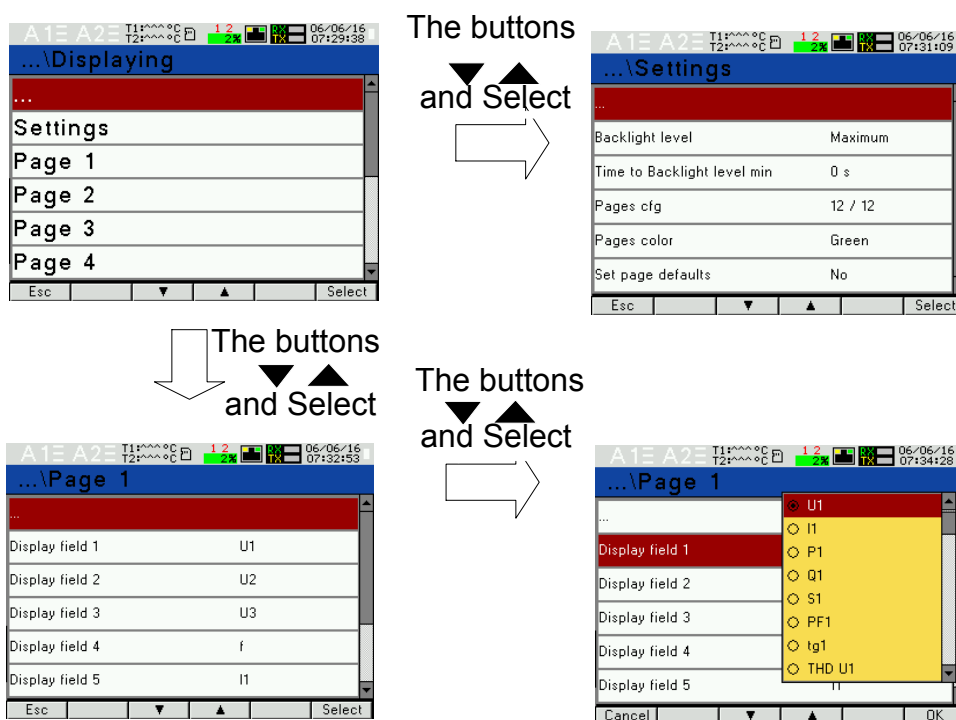 A1 A2 T1:^^^°C 1 2 RX 06/06/16
T2:^^^°C 2% TX 07:29:38
...\Displaying
...
Settings
Page 1
Page 2
Page 3
Page 4
Esc ▼ ▲ Select
The buttons
▼ ▲
and Select
A1 A2 T1:^^^°C 1 2 RX 06/06/16
T2:^^^°C 2% TX 07:31:09
...\Settings
...
Backlight level Maximum
Time to Backlight level min 0 s
Pages cfg 12 / 12
Pages color Green
Set page defaults No
Esc ▼ ▲ Select
The buttons
▼ ▲
and Select
A1 A2 T1:^^^°C 1 2 RX 06/06/16
T2:^^^°C 2% TX 07:32:53
...\Page 1
...
Display field 1 U1
Display field 2 U2
Display field 3 U3
Display field 4 f
Display field 5 I1
Esc ▼ ▲ Select
The buttons
▼ ▲
and Select
A1 A2 T1:^^^°C 1 2 RX 06/06/16
T2:^^^°C 2% TX 07:34:28
...\Page 1
...
Display field 1
Display field 2
Display field 3
Display field 4
Display field 5 I1
U1
I1
P1
Q1
S1
PF1
tg1
THD U1
Cancel ▼ ▲ OK